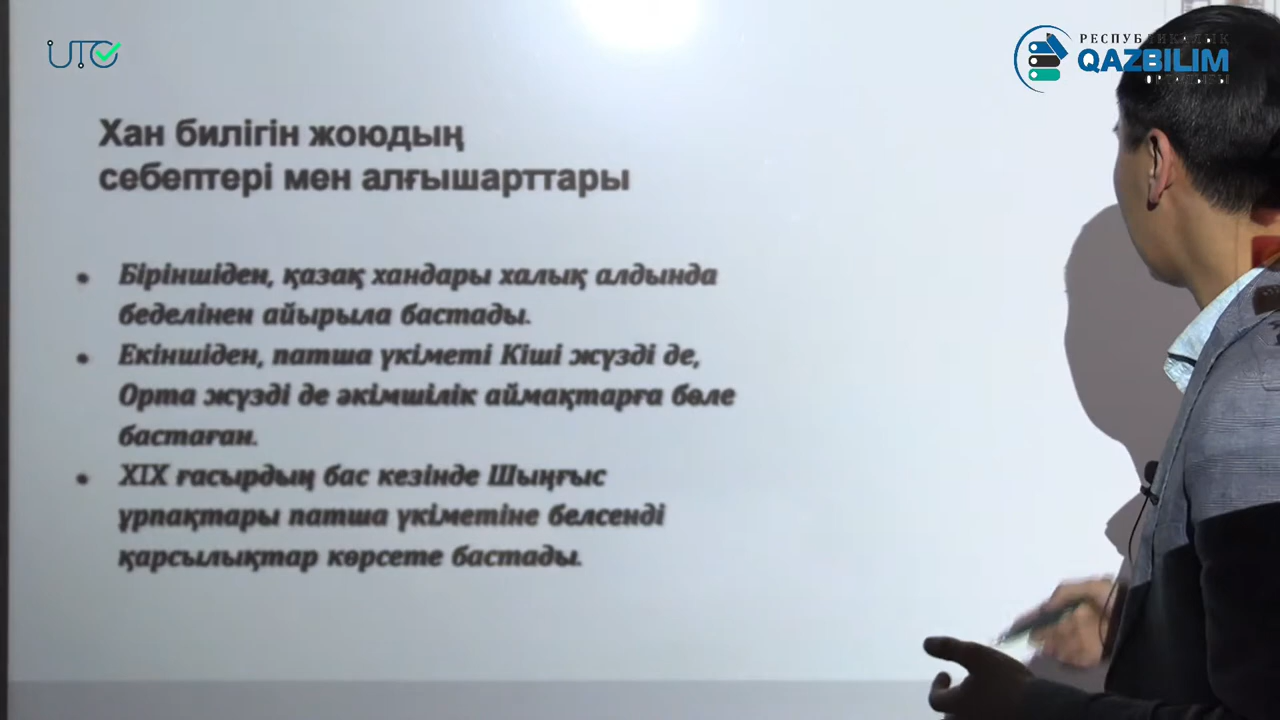 UTO
РЕСПУБЛИКАЛЫҚ
QAZBILIM
Хан билігін жоюдың
себептері мен алғышарттары
Біріншіден, қазақ хандары халық алдында
беделінен айырыла бастады.
Екіншіден, патша үкіметі Кіші жүзді де,
Орта жүзді де әкімшілік аймақтарға бөле
бастаған.
XIX ғасырдың бас кезінде Шыңғыс
ұрпақтары патша үкіметіне белсенді
қарсылықтар көрсете бастады.